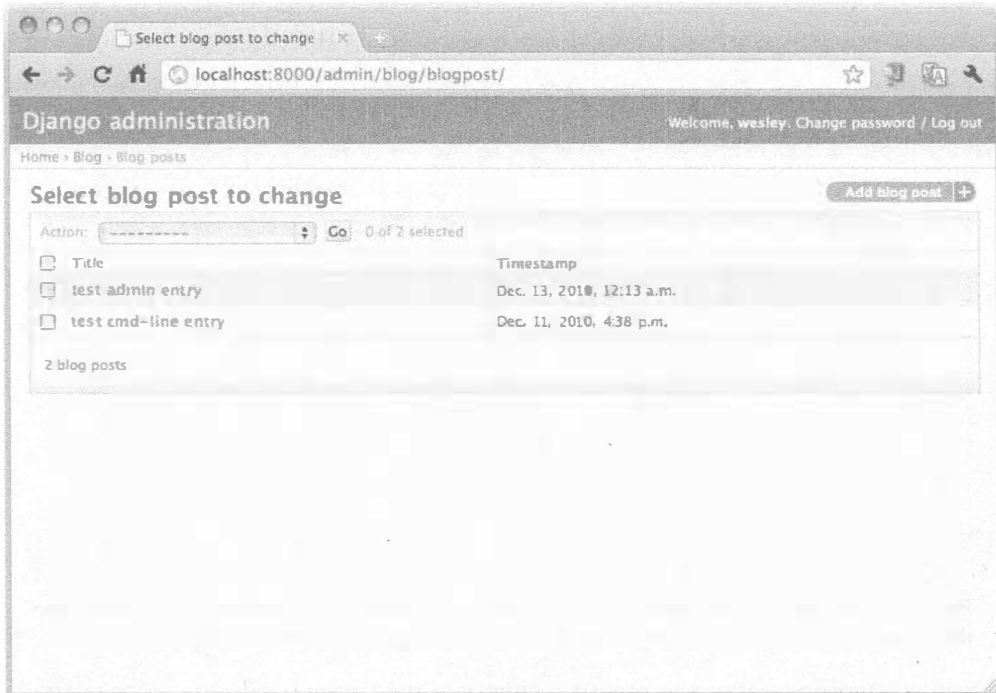 Select blog post to change
localhost:8000/admin/blog/blogpost/
Django administration
Welcome, wesley. Change password / Log out
Home › Blog › Blog posts
Select blog post to change
Add blog post +
Action: --------- Go 0 of 2 selected
Title Timestamp
test admin entry Dec. 13, 2010, 12:13 a.m.
test cmd-line entry Dec. 11, 2010, 4:38 p.m.
2 blog posts